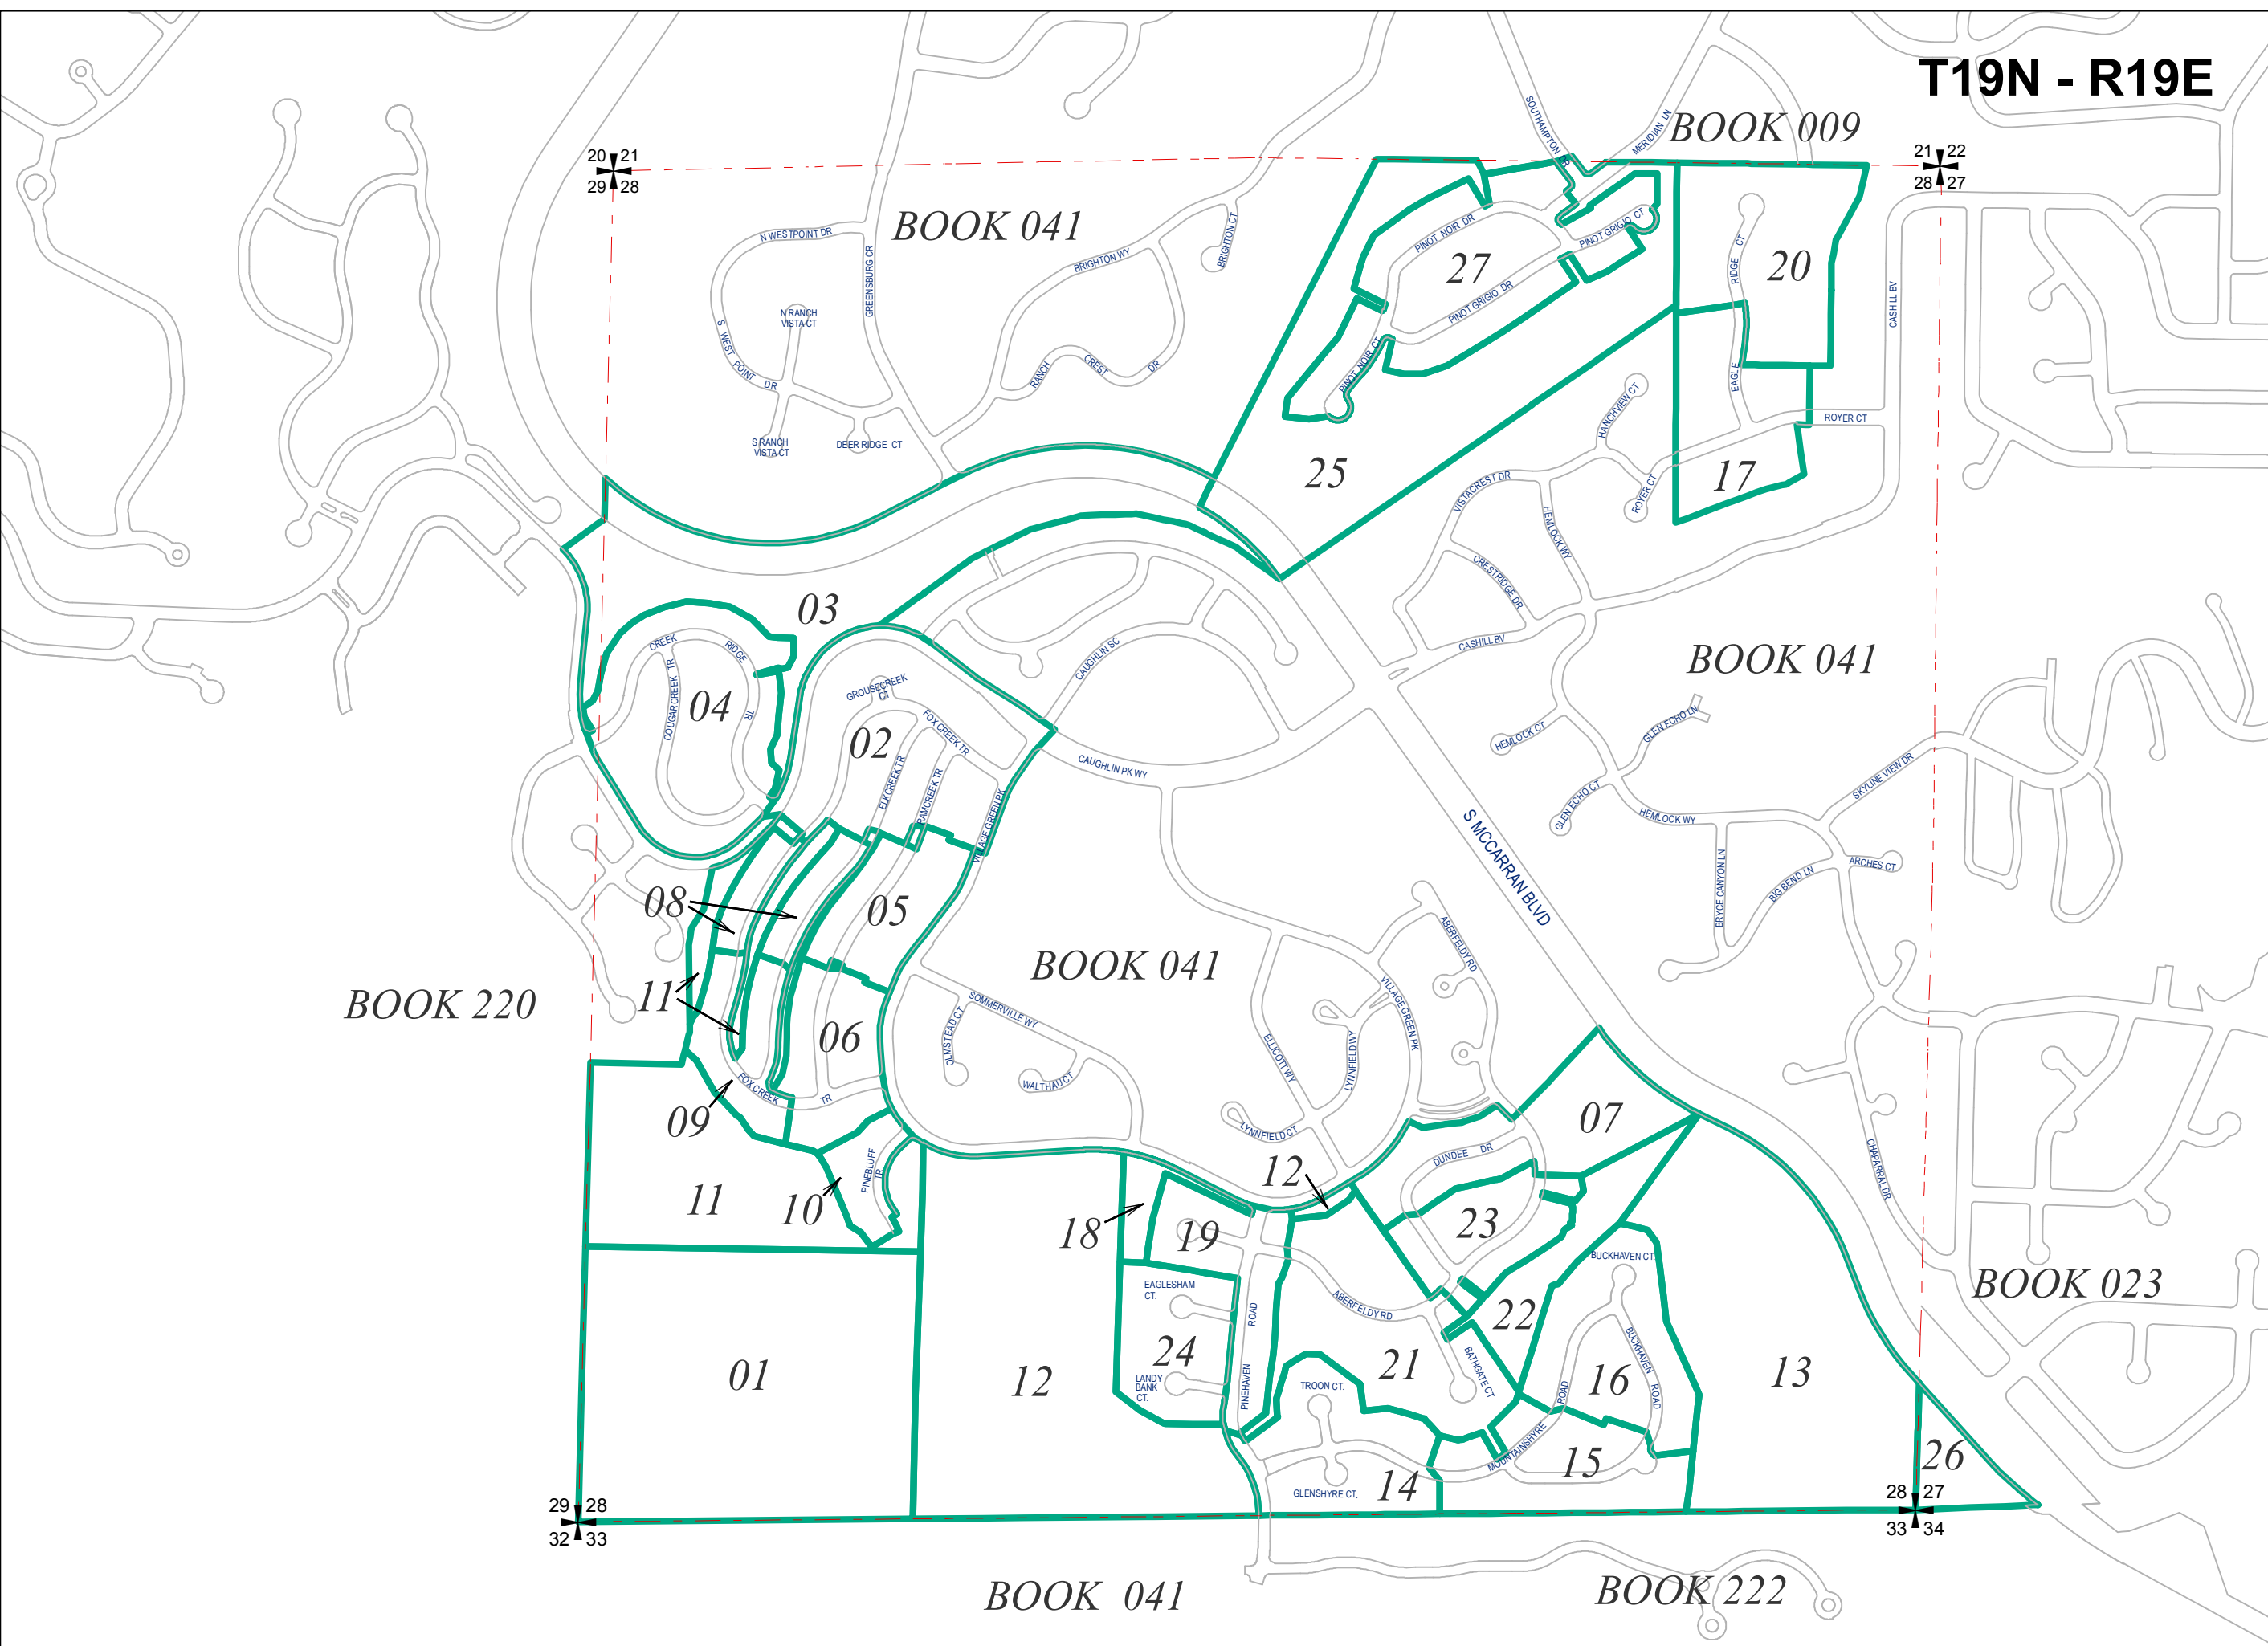 T19N - R19E
BOOK 009
20 21
29 28
21 22
28 27
BOOK 041
SOUTHAMPTON DR
MERIDIAN LN
N WESTPOINT DR
GREENSBURG CR
BRIGHTON WY
BRIGHTON CT
PINOT NOIR DR
27
PINOT GRIGIO CT
PINOT GRIGIO DR
RIDGE CT
EAGLE
20
CASHILL BV
N RANCH
VISTA CT
S WEST POINT DR
RANCH CREST DR
PINOT NOIR CT
S RANCH
VISTA CT
DEER RIDGE CT
HANCHVIEW CT
ROYER CT
25
17
VISTACREST DR
ROYER CT
HEMLOCK WY
CRESTRIDGE DR
03
CREEK RIDGE TR
COUGARCREEK TR
04
CAUGHLIN SC
CASHILL BV
BOOK 041
GROUSECREEK
CT
FOX CREEK TR
02
ELKCREEK TR
RAMCREEK TR
VILLAGE GREEN PK
CAUGHLIN PK WY
HEMLOCK CT
GLEN ECHO LN
GLEN ECHO CT
HEMLOCK WY
SKYLINE VIEW DR
S MCCARRAN BLVD
BRYCE CANYON LN
BIG BEND LN
ARCHES CT
08
05
BOOK 041
ABERFELDY RD
BOOK 220
11
06
SOMMERVILLE WY
OLMSTEAD CT
WALTHAU CT
ELLICOTT WY
LYNNFIELD WY
VILLAGE GREEN PK
09
FOX CREEK TR
LYNNFIELD CT
07
DUNDEE DR
CHAPARRAL DR
11
10
PINEBLUFF
TR
12
18
19
23
BUCKHAVEN CT.
BOOK 023
EAGLESHAM
CT.
PINEHAVEN ROAD
ABERFELDY RD
22
01
12
24
LANDY
BANK
CT.
21
BATHGATE CT
TROON CT.
BUCKHAVEN ROAD
16
13
MOUNTAINSHYRE ROAD
15
14
GLENSHYRE CT.
26
29 28
32 33
28 27
33 34
BOOK 041
BOOK 222